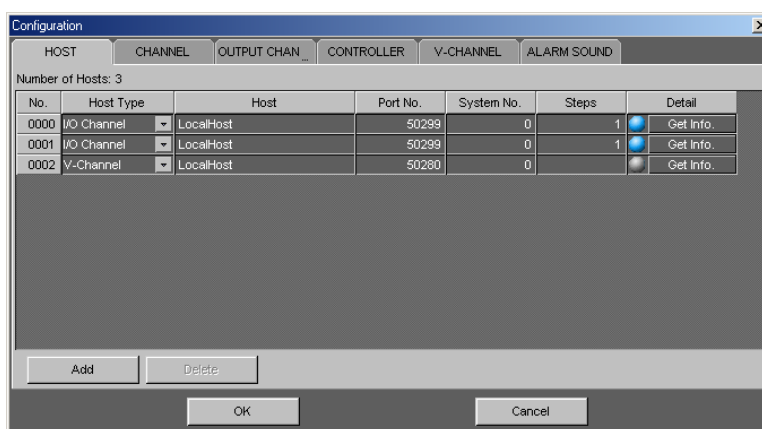 Configuration
HOST CHANNEL OUTPUT CHAN... CONTROLLER V-CHANNEL ALARM SOUND
Number of Hosts: 3
No. Host Type Host Port No. System No. Steps Detail
0000 I/O Channel LocalHost 50299 0 1 Get Info.
0001 I/O Channel LocalHost 50299 0 1 Get Info.
0002 V-Channel LocalHost 50280 0 Get Info.
Add Delete
OK Cancel